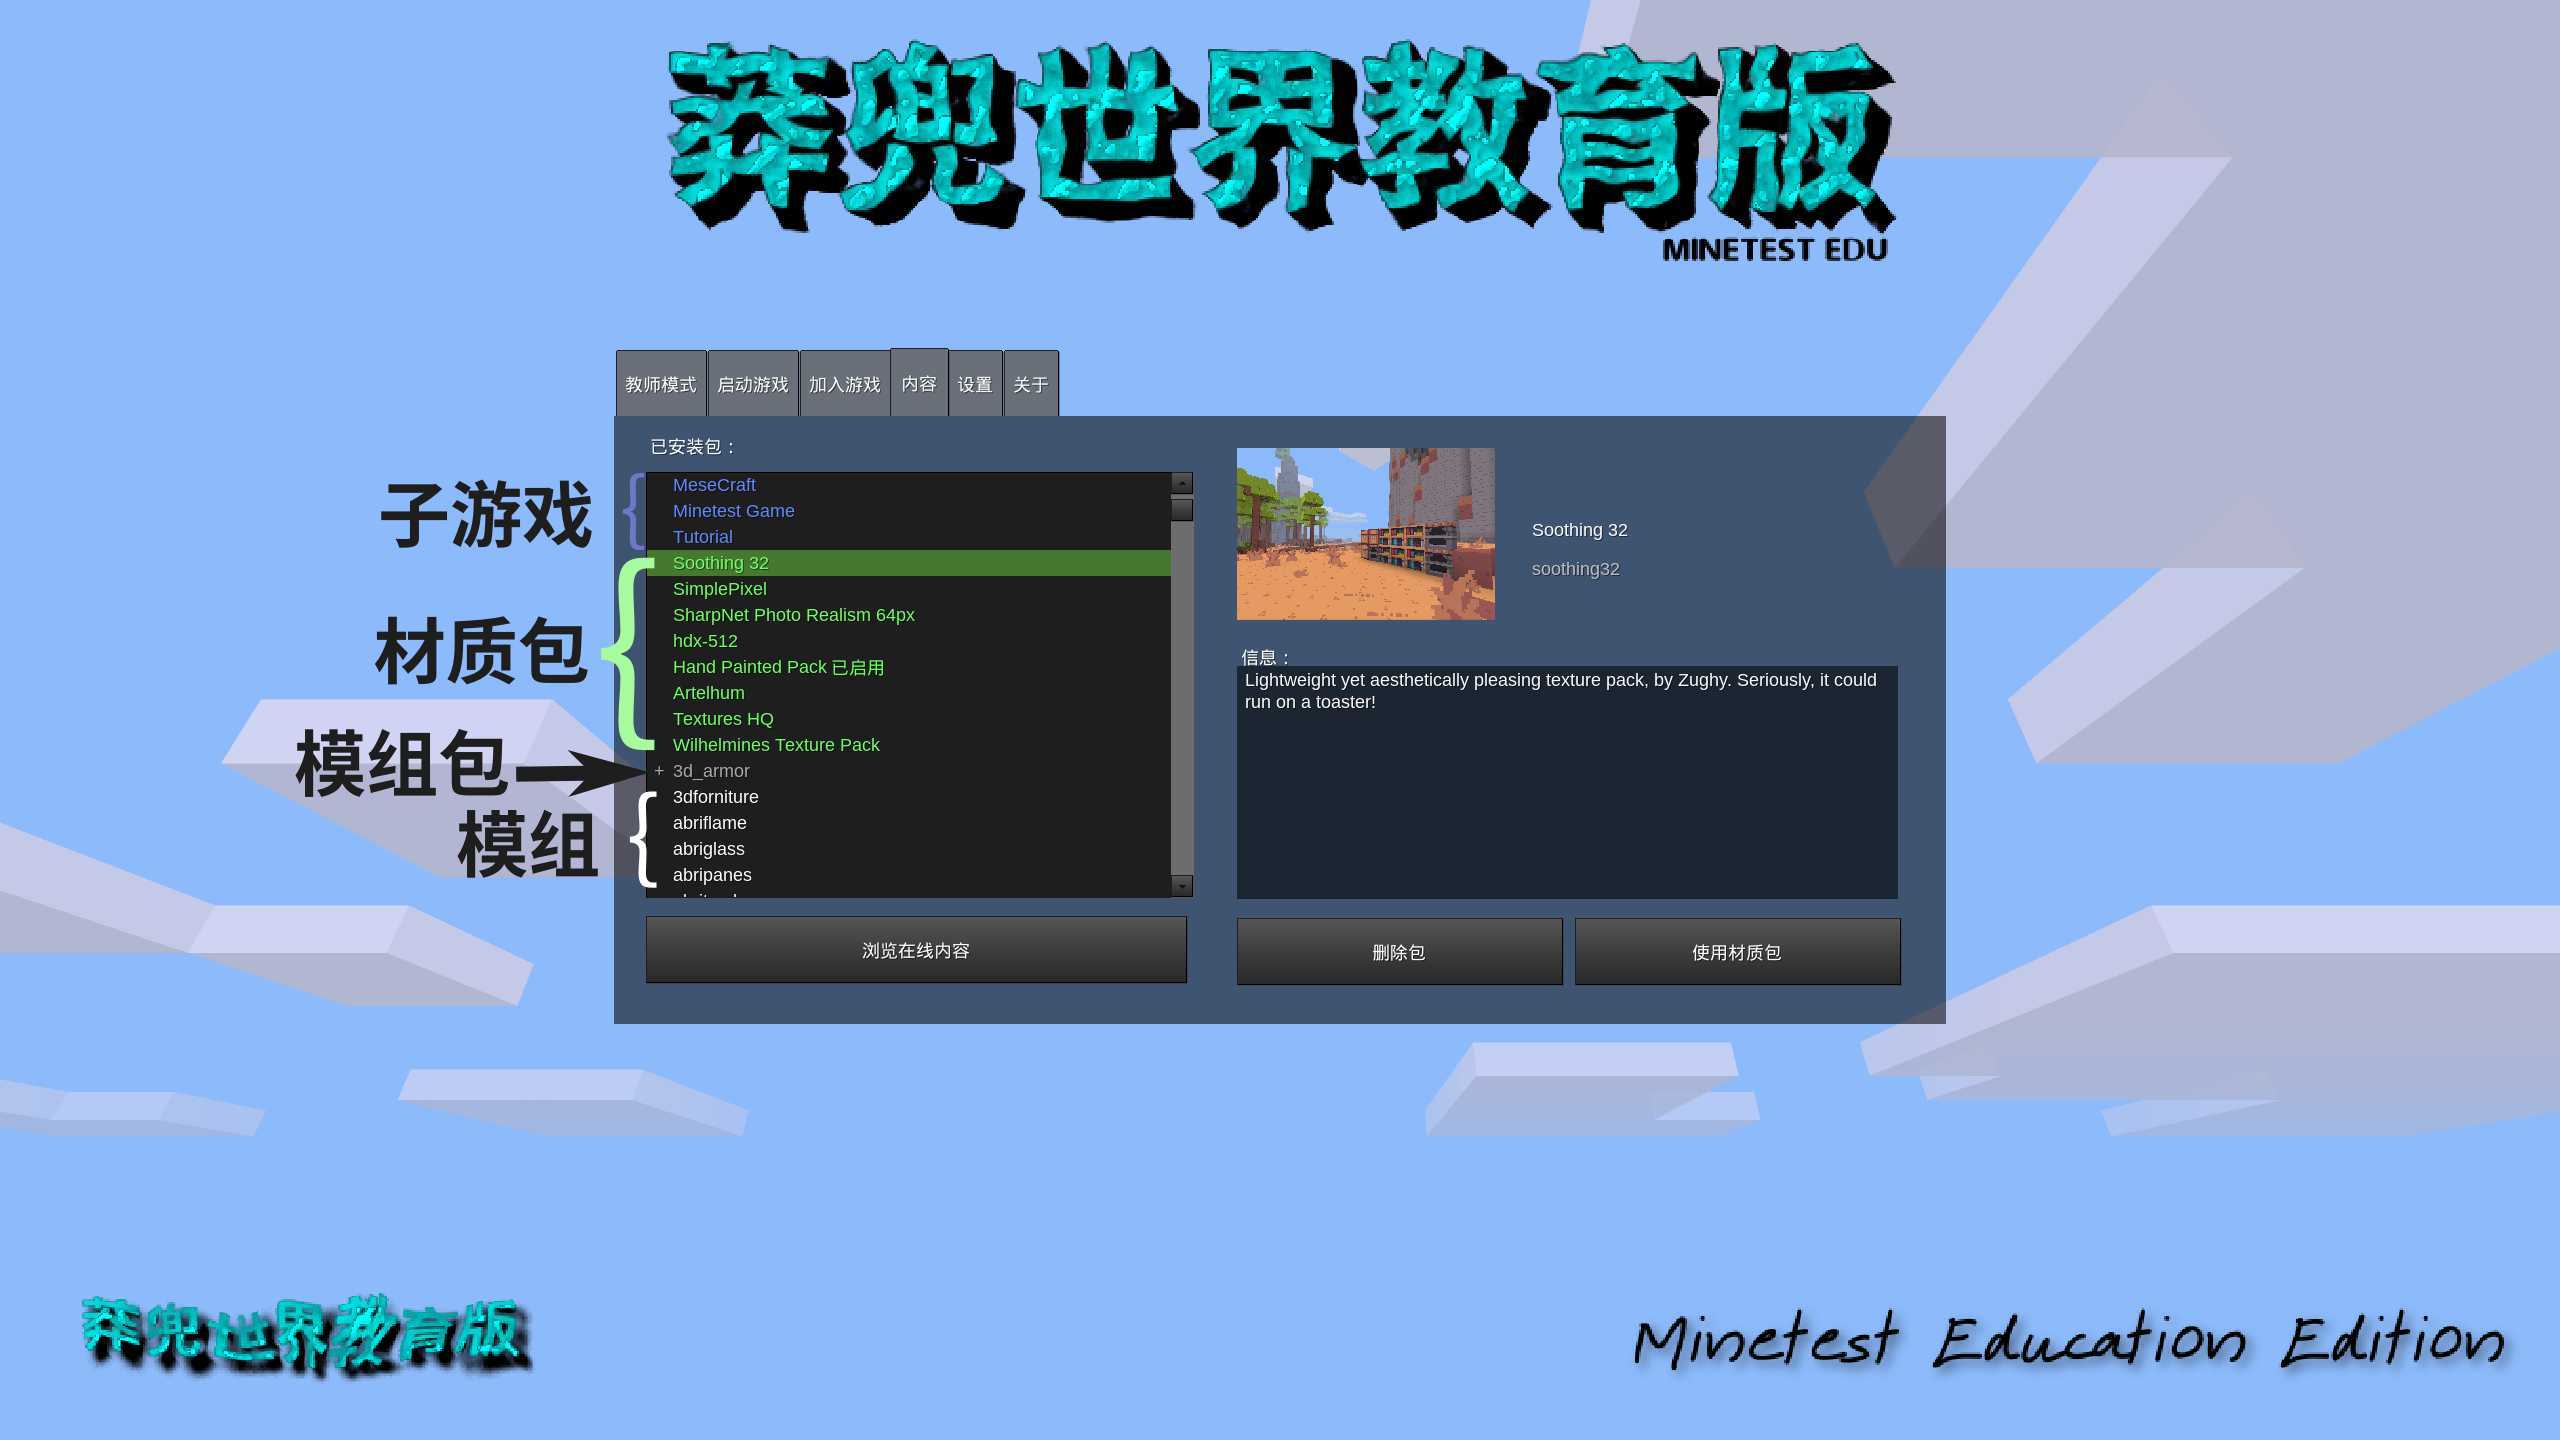 莽兜世界教育版
MINETEST EDU
教师模式 启动游戏 加入游戏 内容 设置 关于
已安装包：
子游戏
MeseCraft
Minetest Game
Tutorial
材质包
Soothing 32
SimplePixel
SharpNet Photo Realism 64px
hdx-512
Hand Painted Pack 已启用
Artelhum
Textures HQ
Wilhelmines Texture Pack
模组包
+ 3d_armor
模组
3dforniture
abriflame
abriglass
abripanes
浏览在线内容
Soothing 32
soothing32
信息：
Lightweight yet aesthetically pleasing texture pack, by Zughy. Seriously, it could
run on a toaster!
删除包
使用材质包
莽兜世界教育版
Minetest Education Edition